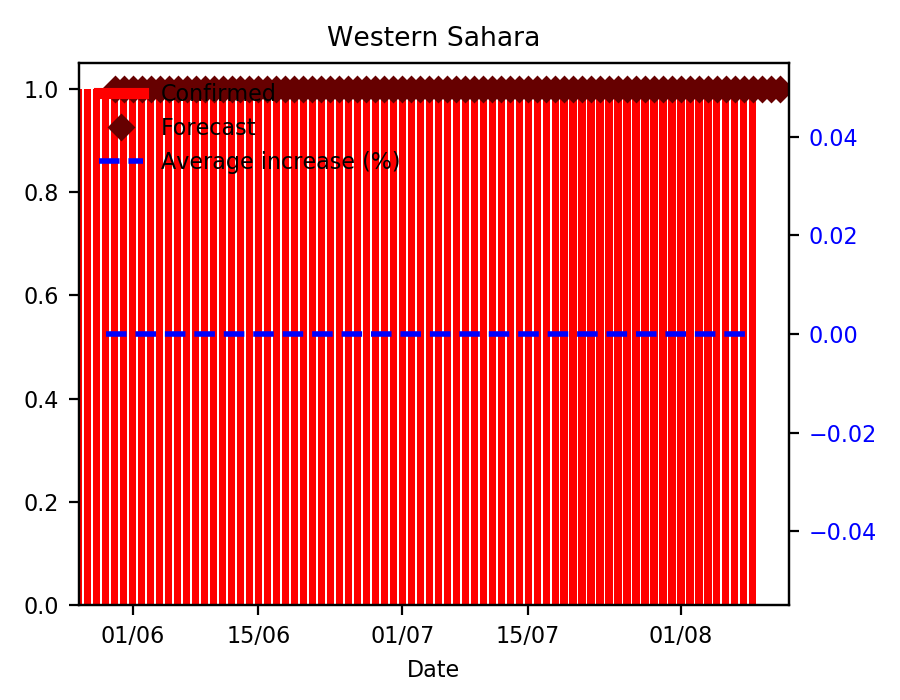 Western Sahara
1.0
0.8
0.6
0.4
0.2
0.0
Confirmed
Forecast
Average increase (%)
0.04
0.02
0.00
−0.02
−0.04
01/06 15/06 01/07 15/07 01/08
Date